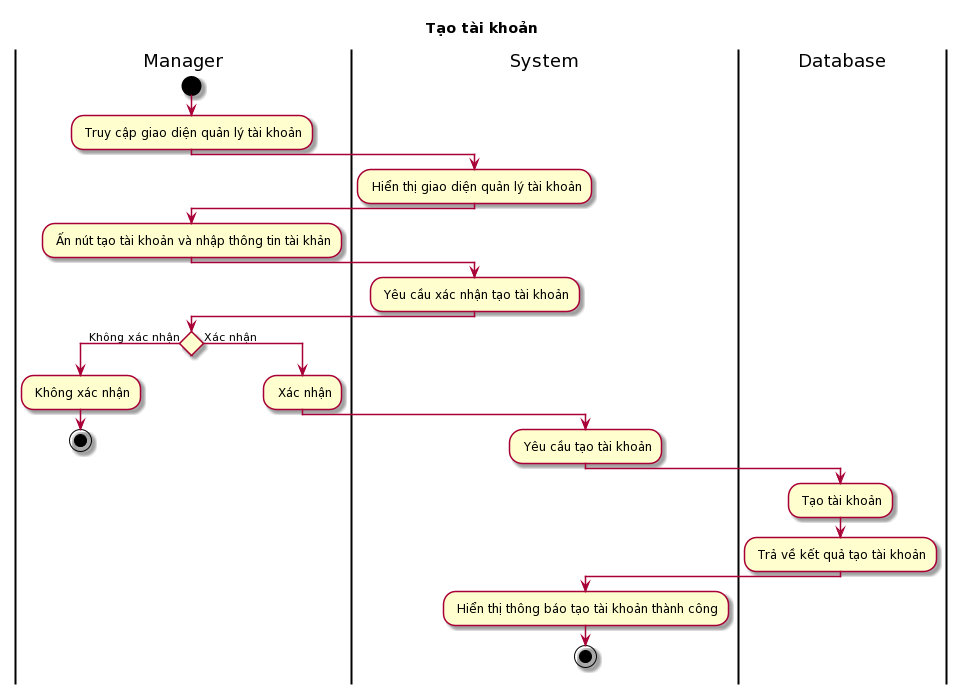 Tạo tài khoản
Manager
System
Database
Truy cập giao diện quản lý tài khoản
Hiển thị giao diện quản lý tài khoản
Ấn nút tạo tài khoản và nhập thông tin tài khản
Yêu cầu xác nhận tạo tài khoản
Không xác nhận
Xác nhận
Không xác nhận
Xác nhận
Yêu cầu tạo tài khoản
Tạo tài khoản
Trả về kết quả tạo tài khoản
Hiển thị thông báo tạo tài khoản thành công